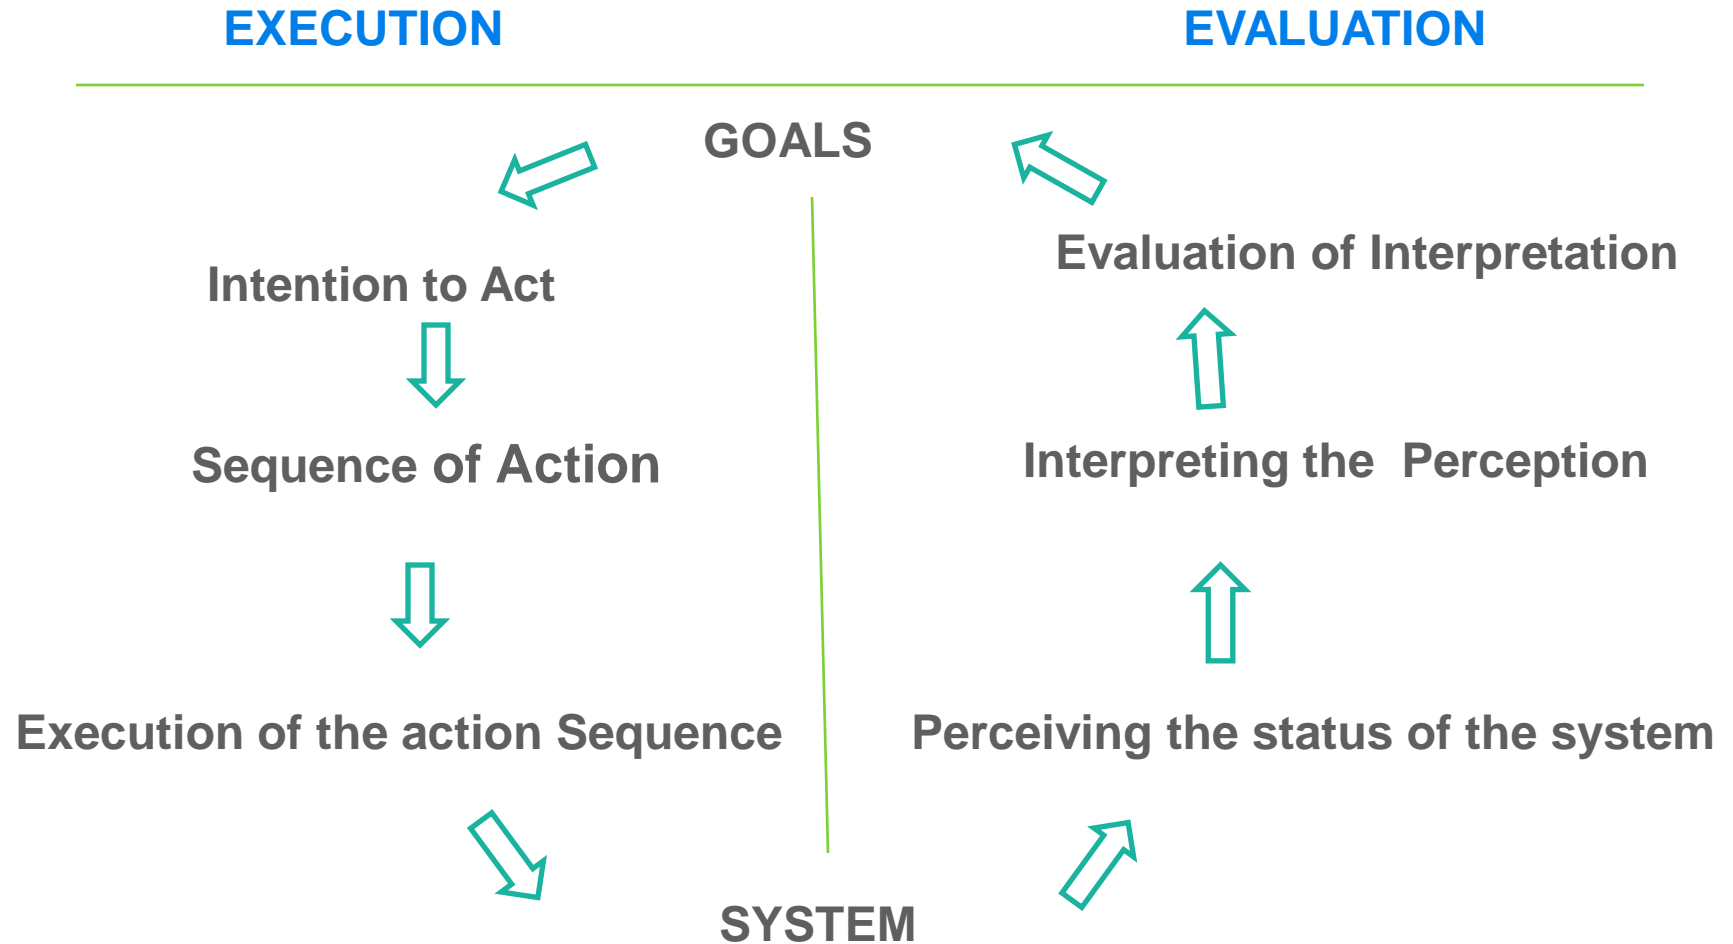 EXECUTION
EVALUATION
GOALS
Intention to Act
Evaluation of Interpretation
Sequence of Action
Interpreting the  Perception
Execution of the action Sequence
Perceiving the status of the system
SYSTEM